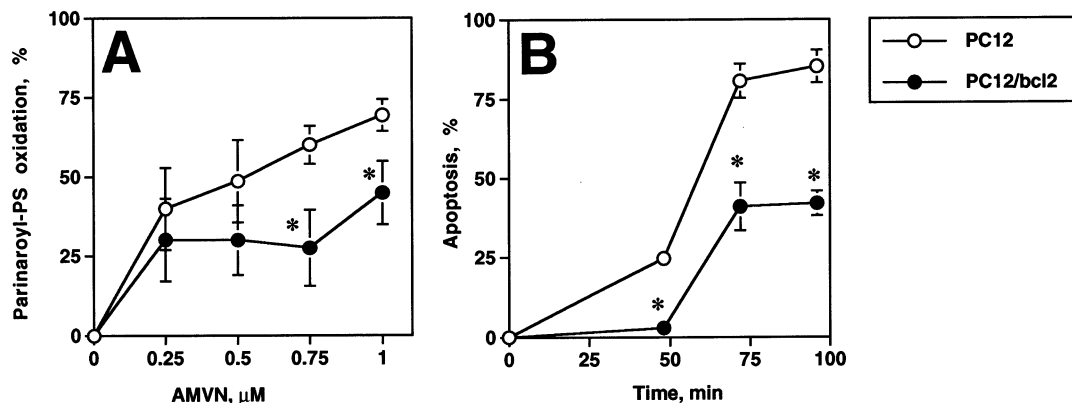 A
Parinaroyl-PS oxidation, %
100
75
50
25
0
*
*
0 0.25 0.5 0.75 1
AMVN, μM
B
Apoptosis, %
100
75
50
25
0
*
*
*
0 25 50 75 100
Time, min
PC12
PC12/bcl2